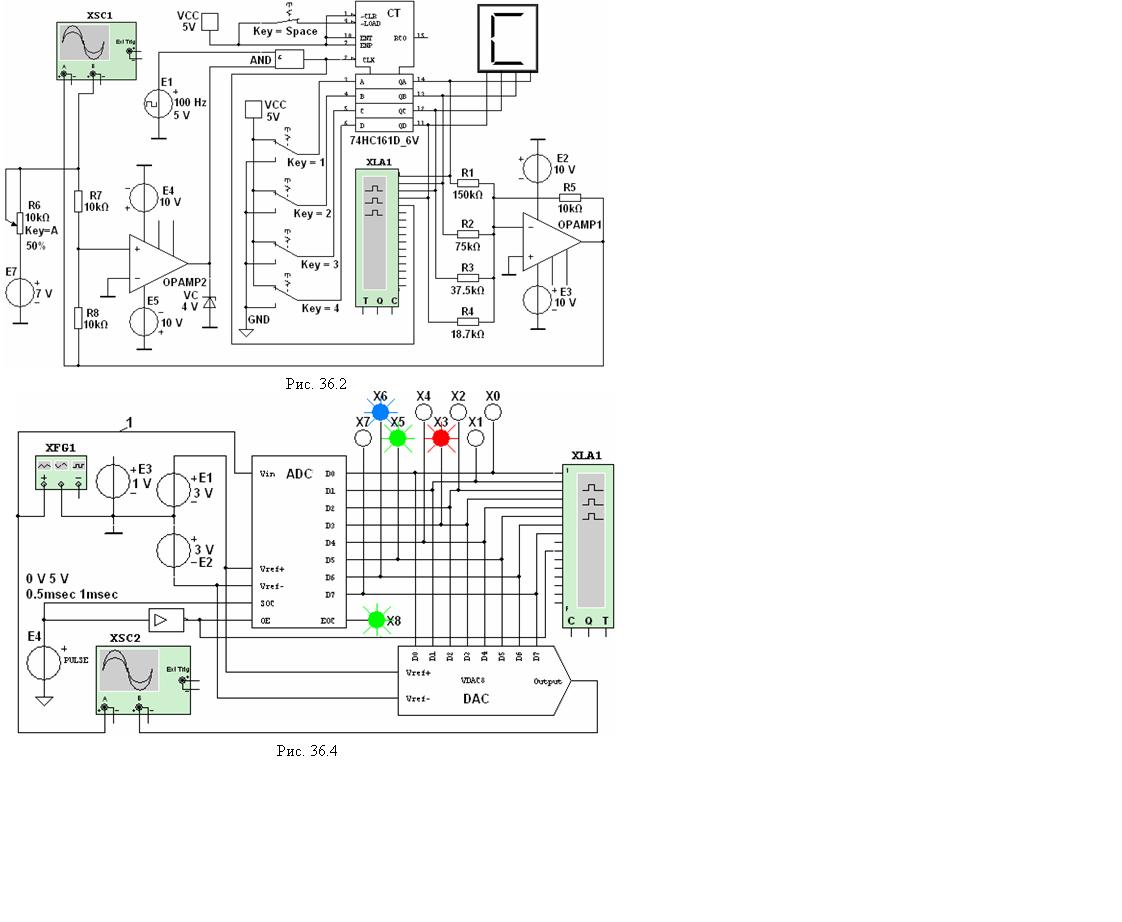 XSC1
Ext Trig
A
B
VCC
5V
Key = Space
~CLR
~LOAD
ENT
ENP
CLK
CT
RCO
15
AND
&
E1
100 Hz
5 V
A
B
C
D
QA
QB
QC
QD
3
4
5
6
14
13
12
11
74HC161D_6V
VCC
5V
Key = 1
Key = 2
Key = 3
Key = 4
GND
XLA1
T Q C
R1
150kΩ
R2
75kΩ
R3
37.5kΩ
R4
18.7kΩ
E2
10 V
R5
10kΩ
OPAMP1
E3
10 V
R6
10kΩ
Key=A
50%
R7
10kΩ
E4
10 V
E7
7 V
OPAMP2
VC
4 V
R8
10kΩ
E5
10 V
Рис. 36.2
1
XFG1
E3
1 V
E1
3 V
3 V
E2
Vin
ADC
D0
D1
D2
D3
D4
D5
D6
D7
Vref+
Vref-
SOC
OE
EOC
X7
X6
X5
X4
X3
X2
X1
X0
X8
XLA1
1
F
C Q T
0 V 5 V
0.5msec 1msec
E4
PULSE
XSC2
Ext Trig
A
B
D0 D1 D2 D3 D4 D5 D6 D7
Vref+
Vref-
VDAC8
DAC
Output
Рис. 36.4